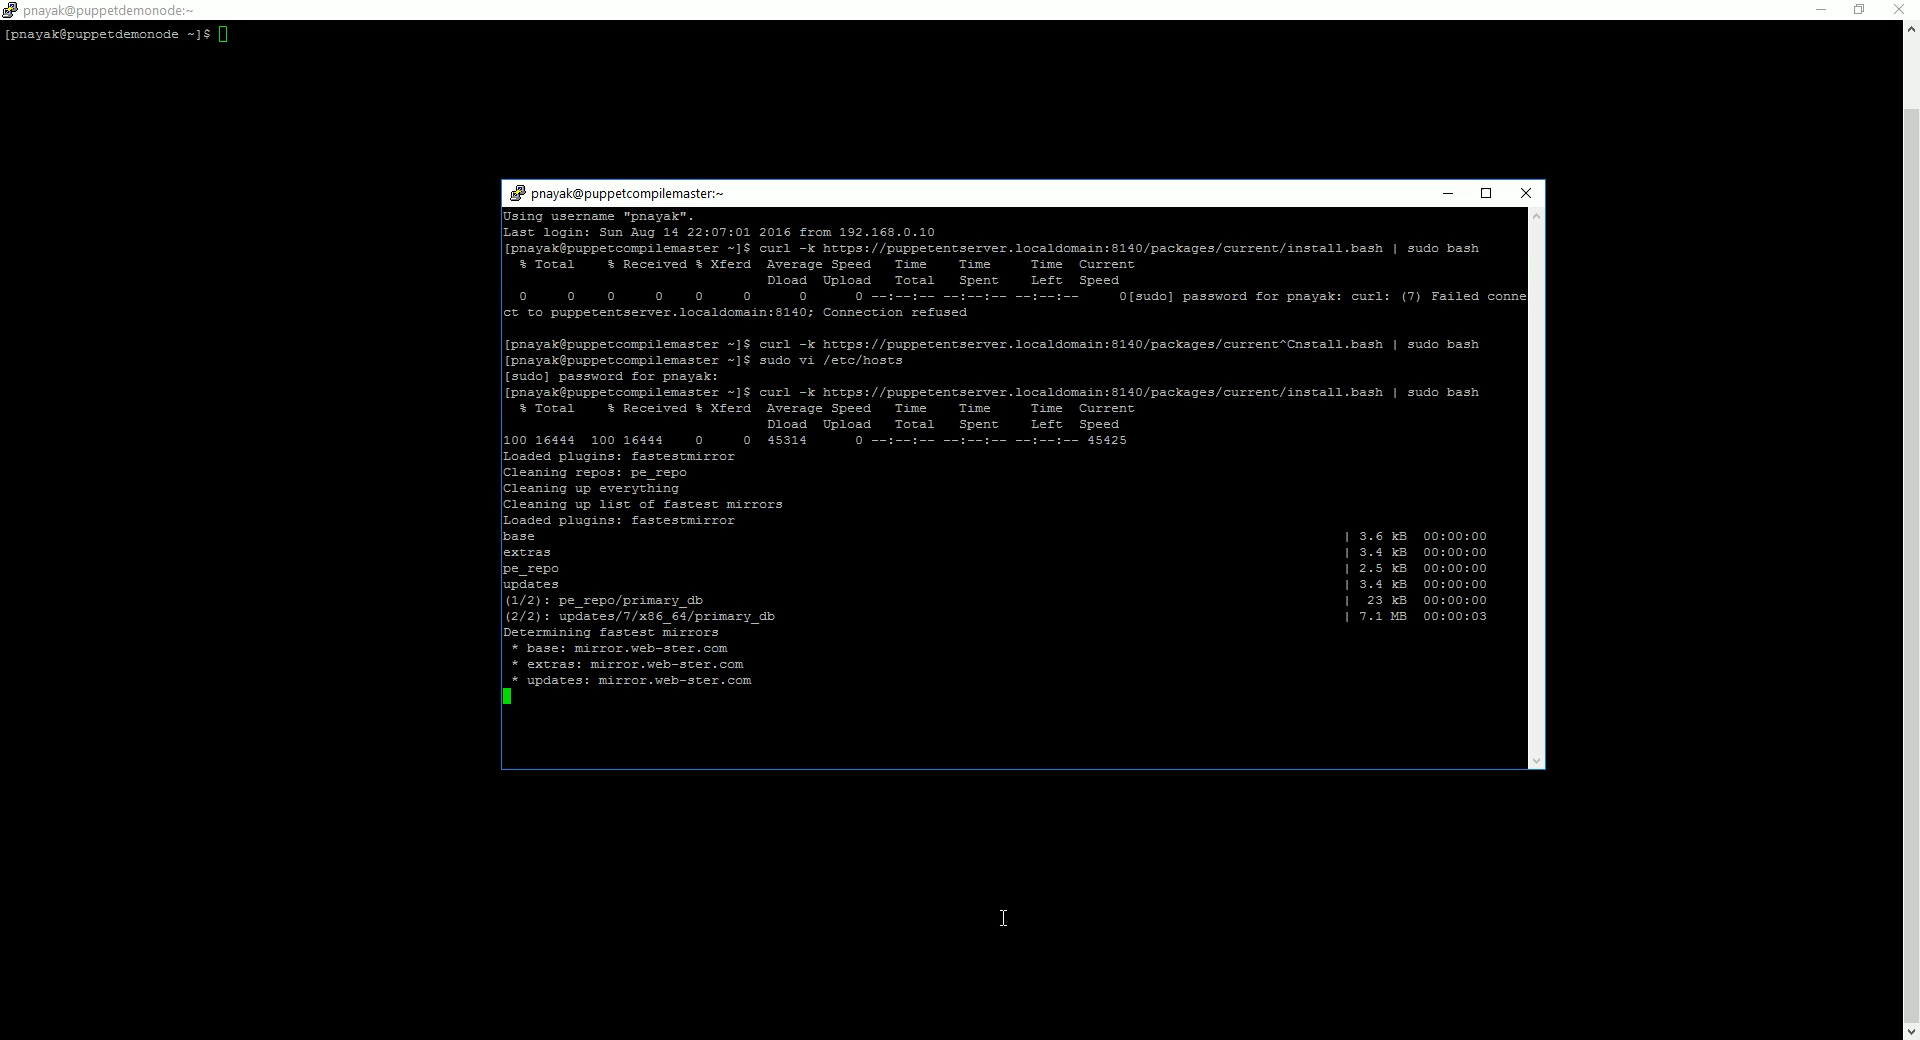 pnayak@puppetdemonode:~
[pnayak@puppetdemonode ~]$
pnayak@puppetcompilemaster:~
Using username "pnayak".
Last login: Sun Aug 14 22:07:01 2016 from 192.168.0.10
[pnayak@puppetcompilemaster ~]$ curl -k https://puppetentserver.localdomain:8140/packages/current/install.bash | sudo bash
% Total % Received % Xferd Average Speed Time Time Time Current
Dload Upload Total Spent Left Speed
0 0 0 0 0 0 0 0 --:--:-- --:--:-- --:--:-- 0[sudo] password for pnayak: curl: (7) Failed conne
ct to puppetentserver.localdomain:8140; Connection refused
[pnayak@puppetcompilemaster ~]$ curl -k https://puppetentserver.localdomain:8140/packages/current^Cnstall.bash | sudo bash
[pnayak@puppetcompilemaster ~]$ sudo vi /etc/hosts
[sudo] password for pnayak:
[pnayak@puppetcompilemaster ~]$ curl -k https://puppetentserver.localdomain:8140/packages/current/install.bash | sudo bash
% Total % Received % Xferd Average Speed Time Time Time Current
Dload Upload Total Spent Left Speed
100 16444 100 16444 0 0 45314 0 --:--:-- --:--:-- --:--:-- 45425
Loaded plugins: fastestmirror
Cleaning repos: pe_repo
Cleaning up everything
Cleaning up list of fastest mirrors
Loaded plugins: fastestmirror
base | 3.6 kB 00:00:00
extras | 3.4 kB 00:00:00
pe_repo | 2.5 kB 00:00:00
updates | 3.4 kB 00:00:00
(1/2): pe_repo/primary_db | 23 kB 00:00:00
(2/2): updates/7/x86_64/primary_db | 7.1 MB 00:00:03
Determining fastest mirrors
* base: mirror.web-ster.com
* extras: mirror.web-ster.com
* updates: mirror.web-ster.com